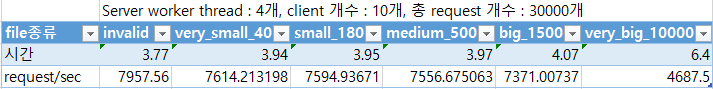 Server worker thread : 4개, client 개수 : 10개, 총 request 개수 : 30000개
file종류 invalid very_small_40 small_180 medium_500 big_1500 very_big_10000
시간 3.77 3.94 3.95 3.97 4.07 6.4
request/sec 7957.56 7614.213198 7594.93671 7556.675063 7371.00737 4687.5